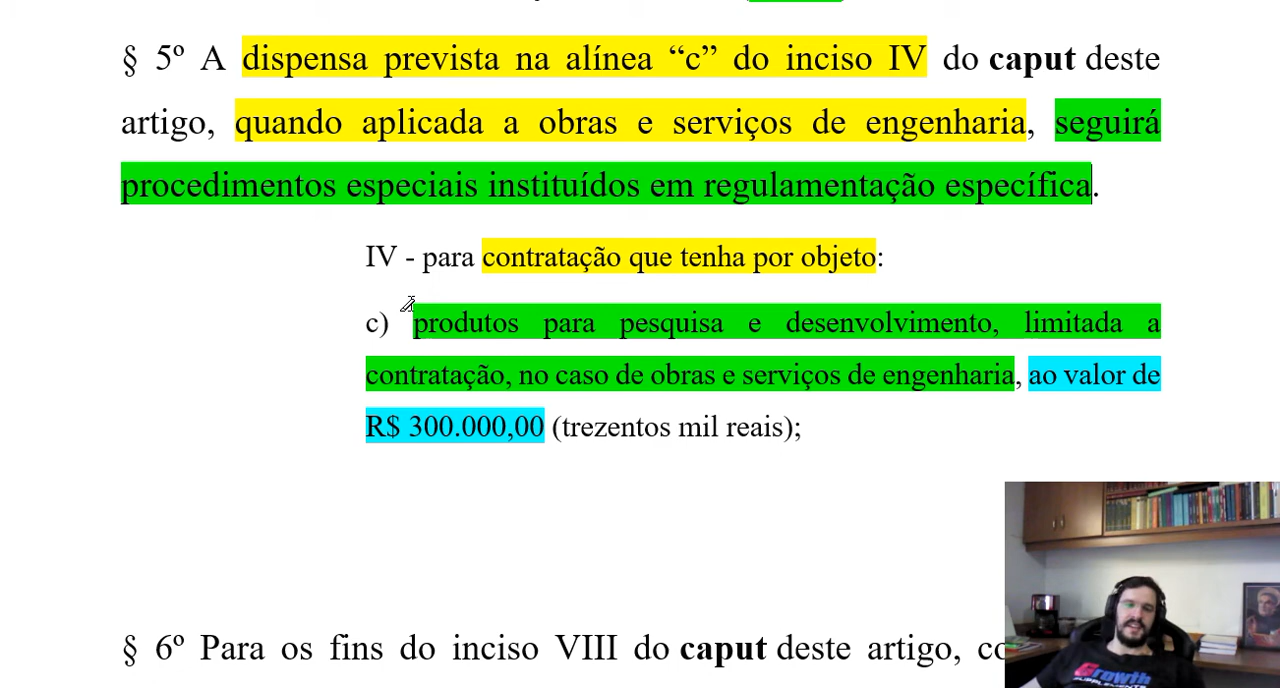 § 5º A dispensa prevista na alínea “c” do inciso IV do caput deste
artigo, quando aplicada a obras e serviços de engenharia, seguirá
procedimentos especiais instituídos em regulamentação específica.
IV - para contratação que tenha por objeto:
c) produtos para pesquisa e desenvolvimento, limitada a
contratação, no caso de obras e serviços de engenharia, ao valor de
R$ 300.000,00 (trezentos mil reais);
§ 6º Para os fins do inciso VIII do caput deste artigo,
Growth
SUPPLEMENTS